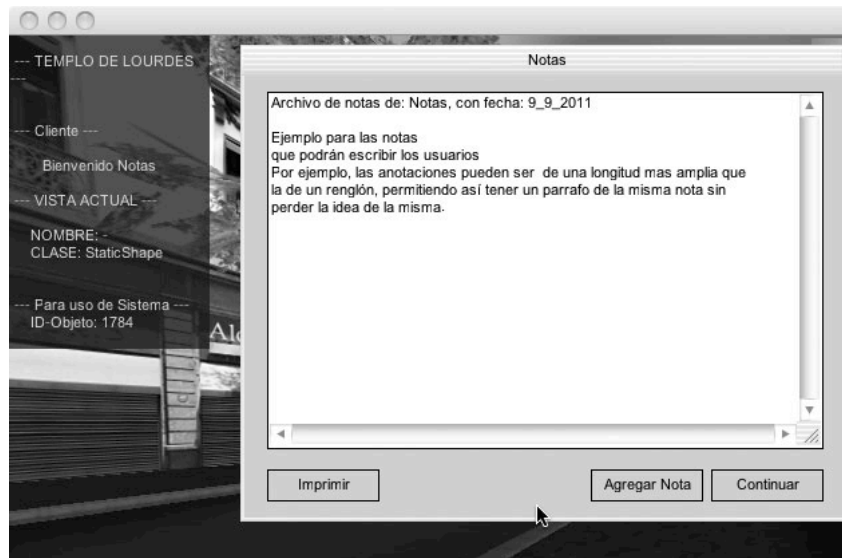 --- TEMPLO DE LOURDES
---
--- Cliente ---
Bienvenido Notas
--- VISTA ACTUAL ---
NOMBRE: -
CLASE: StaticShape
--- Para uso de Sistema ---
ID-Objeto: 1784
Notas
Archivo de notas de: Notas, con fecha: 9_9_2011
Ejemplo para las notas
que podrán escribir los usuarios
Por ejemplo, las anotaciones pueden ser de una longitud mas amplia que
la de un renglón, permitiendo así tener un parrafo de la misma nota sin
perder la idea de la misma.
Imprimir
Agregar Nota
Continuar